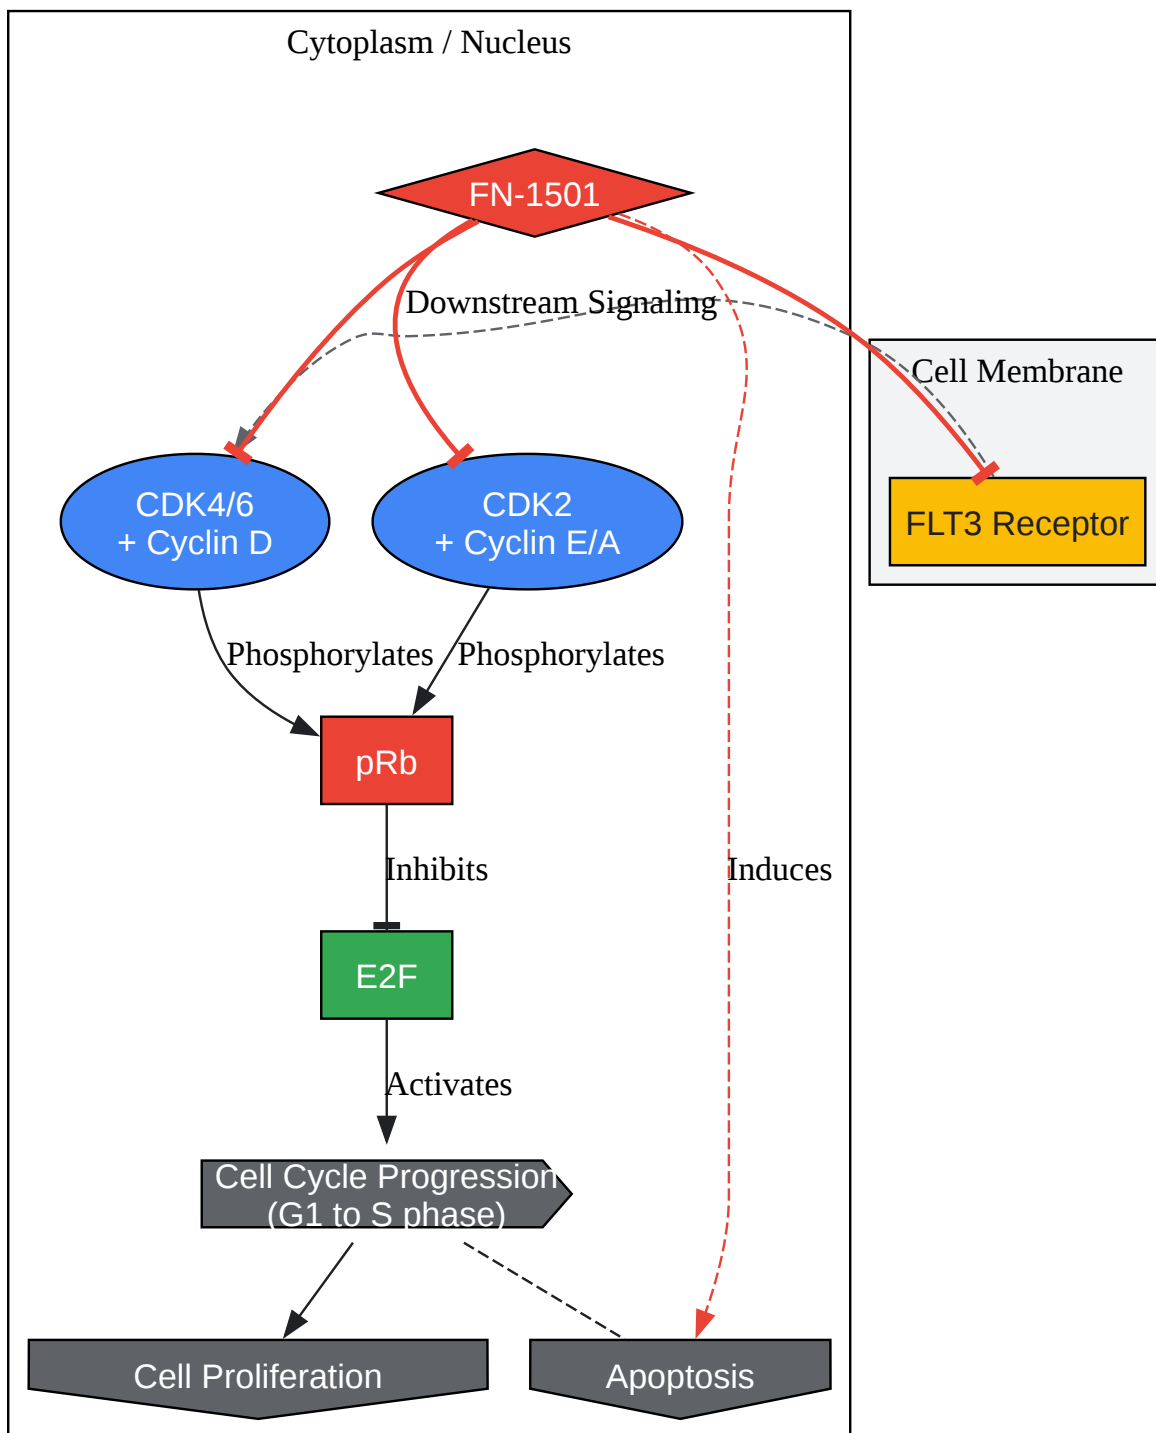 Cytoplasm / Nucleus
FN-1501
Downstream Signaling
Cell Membrane
CDK4/6
+ Cyclin D
CDK2
+ Cyclin E/A
FLT3 Receptor
Phosphorylates
Phosphorylates
pRb
Inhibits
Induces
E2F
Activates
Cell Cycle Progression
(G1 to S phase)
Cell Proliferation
Apoptosis